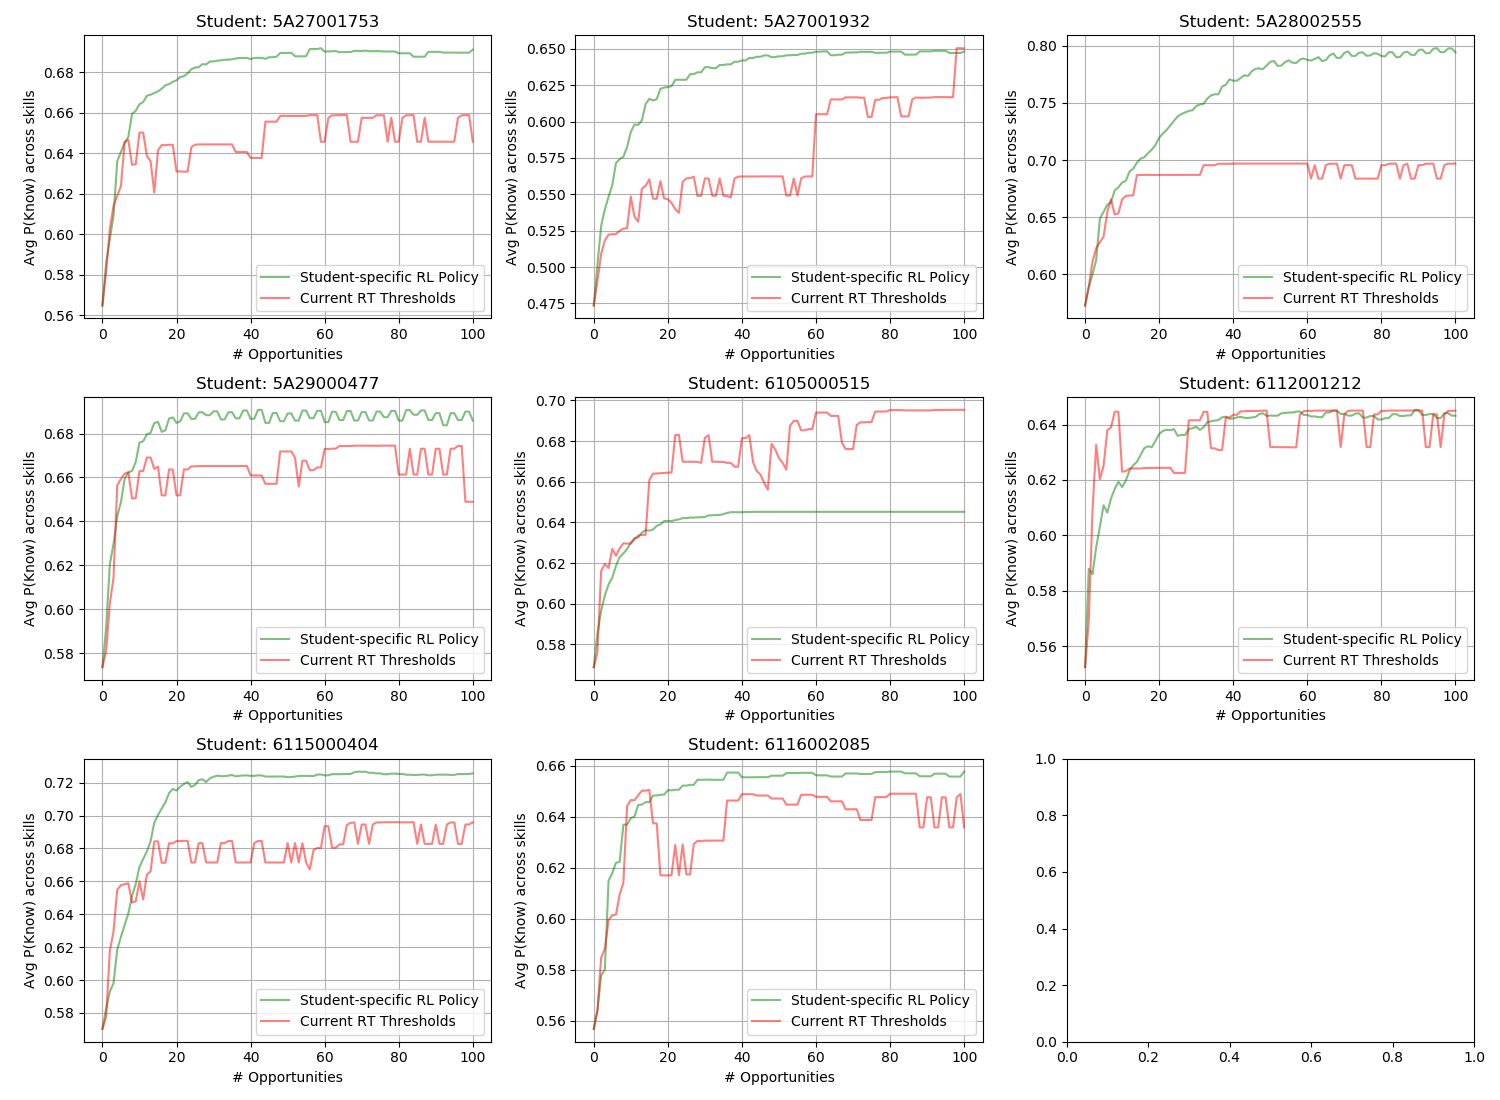 Student: 5A27001753
Avg P(Know) across skills
0.68
0.66
0.64
0.62
0.60
0.58
0.56
Student-specific RL Policy
Current RT Thresholds
0 20 40 60 80 100
# Opportunities
Student: 5A27001932
Avg P(Know) across skills
0.650
0.625
0.600
0.575
0.550
0.525
0.500
0.475
Student-specific RL Policy
Current RT Thresholds
0 20 40 60 80 100
# Opportunities
Student: 5A28002555
Avg P(Know) across skills
0.80
0.75
0.70
0.65
0.60
Student-specific RL Policy
Current RT Thresholds
0 20 40 60 80 100
# Opportunities
Student: 5A29000477
Avg P(Know) across skills
0.68
0.66
0.64
0.62
0.60
0.58
Student-specific RL Policy
Current RT Thresholds
0 20 40 60 80 100
# Opportunities
Student: 6105000515
Avg P(Know) across skills
0.70
0.68
0.66
0.64
0.62
0.60
0.58
Student-specific RL Policy
Current RT Thresholds
0 20 40 60 80 100
# Opportunities
Student: 6112001212
Avg P(Know) across skills
0.64
0.62
0.60
0.58
0.56
Student-specific RL Policy
Current RT Thresholds
0 20 40 60 80 100
# Opportunities
Student: 6115000404
Avg P(Know) across skills
0.72
0.70
0.68
0.66
0.64
0.62
0.60
0.58
Student-specific RL Policy
Current RT Thresholds
0 20 40 60 80 100
# Opportunities
Student: 6116002085
Avg P(Know) across skills
0.66
0.64
0.62
0.60
0.58
0.56
Student-specific RL Policy
Current RT Thresholds
0 20 40 60 80 100
# Opportunities
1.0
0.8
0.6
0.4
0.2
0.0
0.0 0.2 0.4 0.6 0.8 1.0